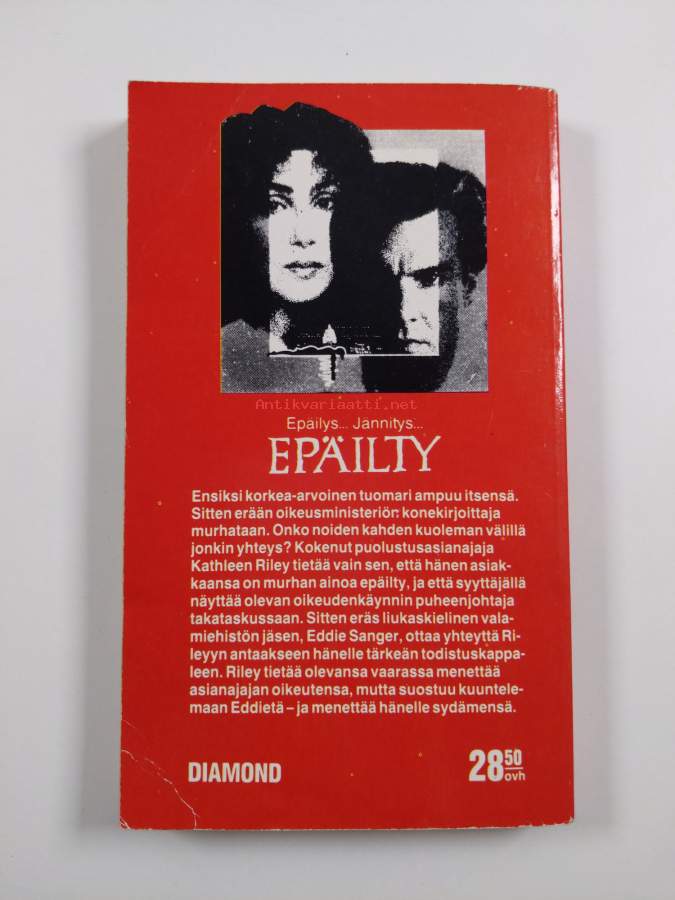 Antikvariaatti.net
Epäilys... Jännitys...
EPÄILTY
Ensiksi korkea-arvoinen tuomari ampuu itsensä.
Sitten erään oikeusministeriön konekirjoittaja
murhataan. Onko noiden kahden kuoleman välillä
jonkin yhteys? Kokenut puolustusasianajaja
Kathleen Riley tietää vain sen, että hänen asiak-
kaansa on murhan ainoa epäilty, ja että syyttäjällä
näyttää olevan oikeudenkäynnin puheenjohtaja
takataskussaan. Sitten eräs liukaskielinen vala-
miehistön jäsen, Eddie Sanger, ottaa yhteyttä Ri-
leyyn antaakseen hänelle tärkeän todistuskappa-
leen. Riley tietää olevansa vaarassa menettää
asianajajan oikeutensa, mutta suostuu kuuntele-
maan Eddietä – ja menettää hänelle sydämensä.
DIAMOND
28 50 ovh